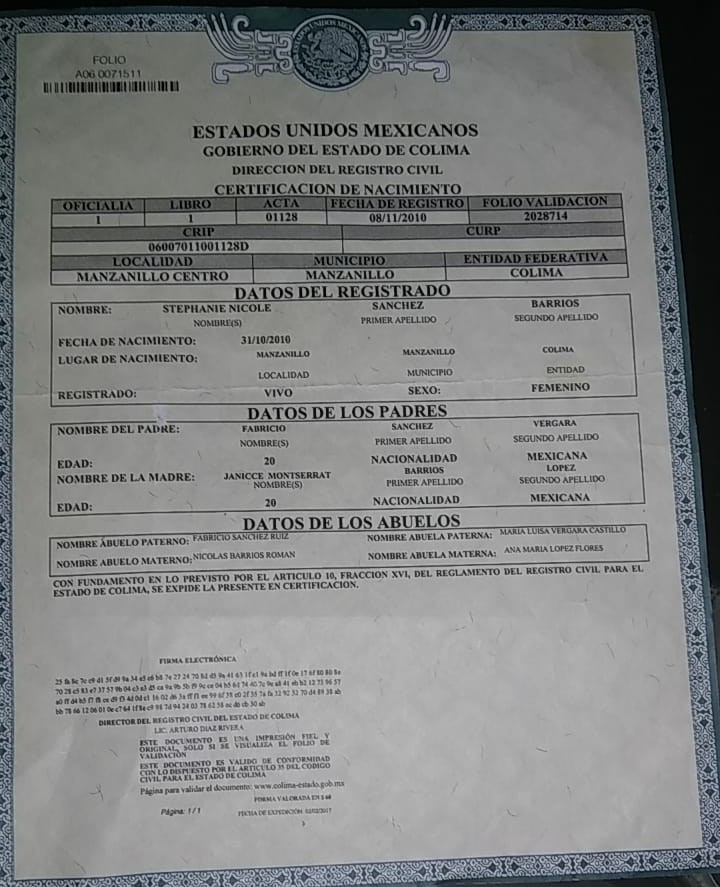 FOLIO
A06 0071511
ESTADOS UNIDOS MEXICANOS
ESTADOS UNIDOS MEXICANOS
GOBIERNO DEL ESTADO DE COLIMA
DIRECCION DEL REGISTRO CIVIL
CERTIFICACION DE NACIMIENTO
OFICIALIA LIBRO ACTA FECHA DE REGISTRO FOLIO VALIDACION
1 1 01128 08/11/2010 2028714
CRIP CURP
06007011001128D
LOCALIDAD MUNICIPIO ENTIDAD FEDERATIVA
MANZANILLO CENTRO MANZANILLO COLIMA
DATOS DEL REGISTRADO
NOMBRE: STEPHANIE NICOLE SANCHEZ BARRIOS
NOMBRE(S) PRIMER APELLIDO SEGUNDO APELLIDO
FECHA DE NACIMIENTO: 31/10/2010
LUGAR DE NACIMIENTO: MANZANILLO MANZANILLO COLIMA
LOCALIDAD MUNICIPIO ENTIDAD
REGISTRADO: VIVO SEXO: FEMENINO
DATOS DE LOS PADRES
NOMBRE DEL PADRE: FABRICIO SANCHEZ VERGARA
NOMBRE(S) PRIMER APELLIDO SEGUNDO APELLIDO
EDAD: 20 NACIONALIDAD MEXICANA
NOMBRE DE LA MADRE: JANICCE MONTSERRAT BARRIOS LOPEZ
NOMBRE(S) PRIMER APELLIDO SEGUNDO APELLIDO
EDAD: 20 NACIONALIDAD MEXICANA
DATOS DE LOS ABUELOS
NOMBRE ABUELO PATERNO: FABRICIO SANCHEZ RUIZ NOMBRE ABUELA PATERNA: MARIA LUISA VERGARA CASTILLO
NOMBRE ABUELO MATERNO: NICOLAS BARRIOS ROMAN NOMBRE ABUELA MATERNA: ANA MARIA LOPEZ FLORES
CON FUNDAMENTO EN LO PREVISTO POR EL ARTICULO 10, FRACCION XVI, DEL REGLAMENTO DEL REGISTRO CIVIL PARA EL
ESTADO DE COLIMA, SE EXPIDE LA PRESENTE EN CERTIFICACION.
FIRMA ELECTRÓNICA
DIRECTOR DEL REGISTRO CIVIL DEL ESTADO DE COLIMA
LIC. ARTURO DIAZ RIVERA
ESTE DOCUMENTO ES UNA IMPRESIÓN FIEL Y
ORIGINAL, SOLO SI SE VISUALIZA EL FOLIO DE
VALIDACIÓN
ESTE DOCUMENTO ES VALIDO DE CONFORMIDAD
CON LO DISPUESTO POR EL ARTICULO 35 DEL CODIGO
CIVIL PARA EL ESTADO DE COLIMA
Página para validar el documento: www.colima-estado.gob.mx
FORMA VALORADA EN $
Página: 1 / 1 FECHA DE EXPEDICIÓN 02/02/2017